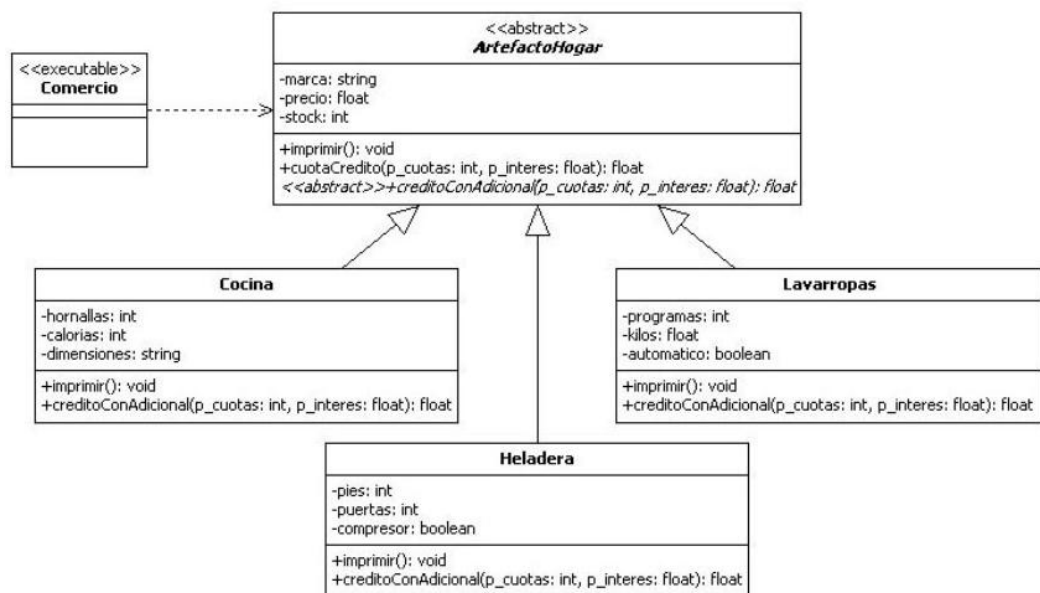 <<executable>>
Comercio
<<abstract>>
ArtefactoHogar
-marca: string
-precio: float
-stock: int
+imprimir(): void
+cuotaCredito(p_cuotas: int, p_interes: float): float
<<abstract>>+creditoConAdicional(p_cuotas: int, p_interes: float): float
Cocina
-hornallas: int
-calorias: int
-dimensiones: string
+imprimir(): void
+creditoConAdicional(p_cuotas: int, p_interes: float): float
Lavarropas
-programas: int
-kilos: float
-automatico: boolean
+imprimir(): void
+creditoConAdicional(p_cuotas: int, p_interes: float): float
Heladera
-pies: int
-puertas: int
-compresor: boolean
+imprimir(): void
+creditoConAdicional(p_cuotas: int, p_interes: float): float